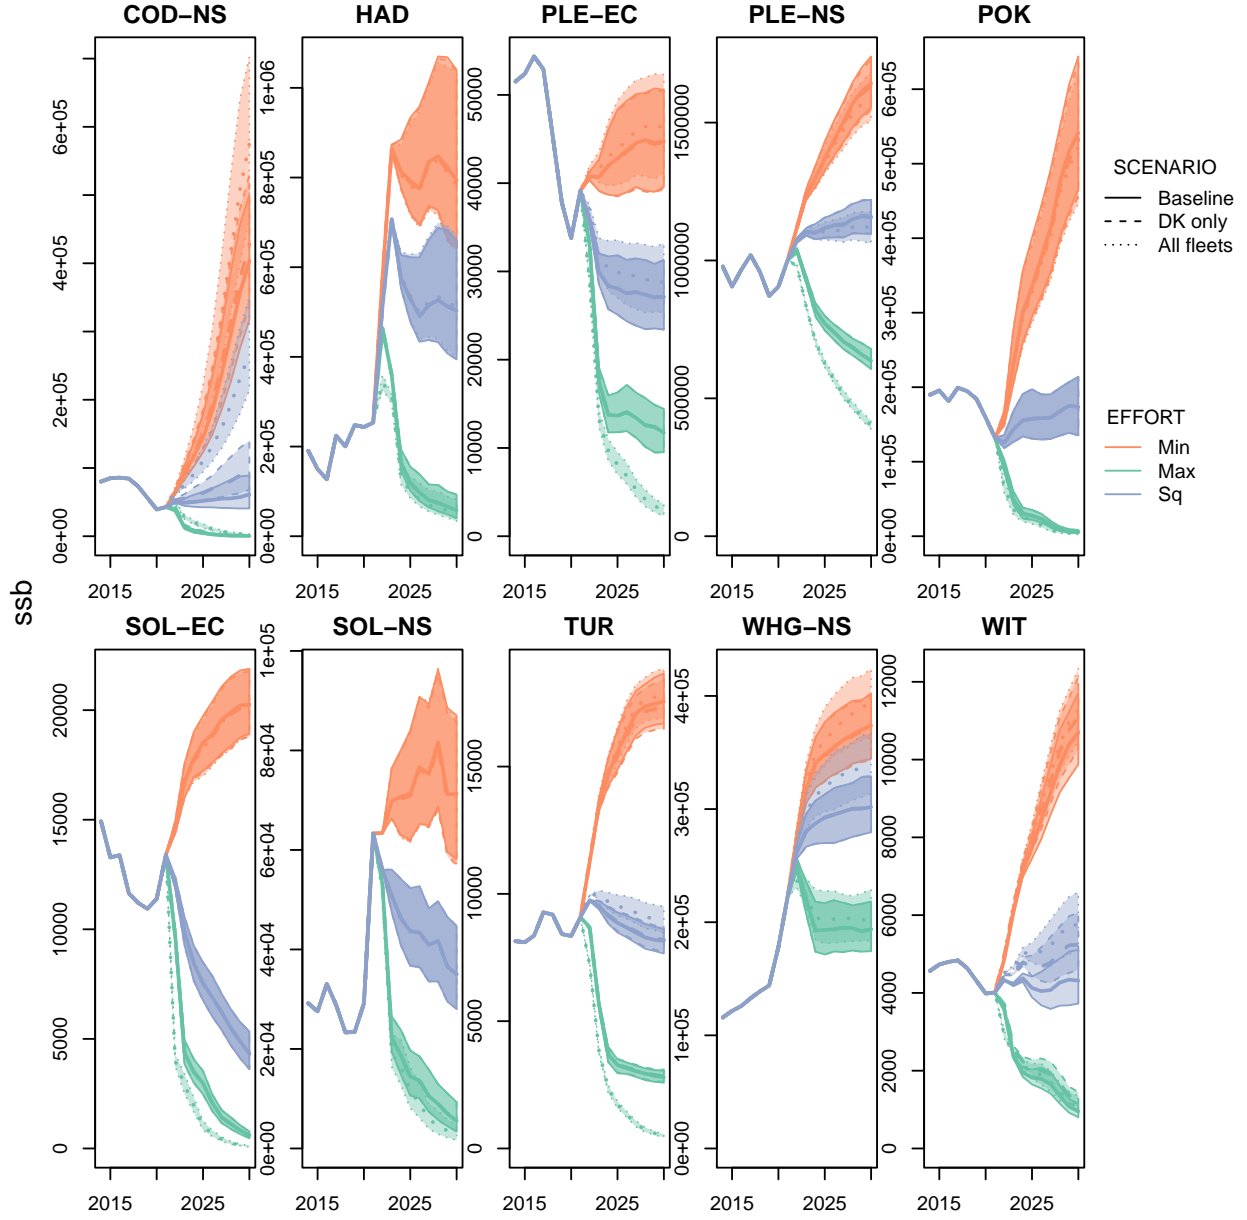 COD−NS HAD PLE−EC PLE−NS POK
0e+00 2e+05 4e+05 6e+05
0e+00 2e+05 4e+05 6e+05 8e+05 1e+06
0 10000 20000 30000 40000 50000
0 500000 1000000 1500000
0e+00 1e+05 2e+05 3e+05 4e+05 5e+05 6e+05
SCENARIO
Baseline
DK only
All fleets
EFFORT
Min
Max
Sq
2015 2025 2015 2025 2015 2025 2015 2025 2015 2025
ssb
SOL−EC SOL−NS TUR WHG−NS WIT
0 5000 10000 15000 20000
0e+00 2e+04 4e+04 6e+04 8e+04 1e+05
0 5000 10000 15000
0e+00 1e+05 2e+05 3e+05 4e+05
0 2000 4000 6000 8000 10000 12000
2015 2025 2015 2025 2015 2025 2015 2025 2015 2025